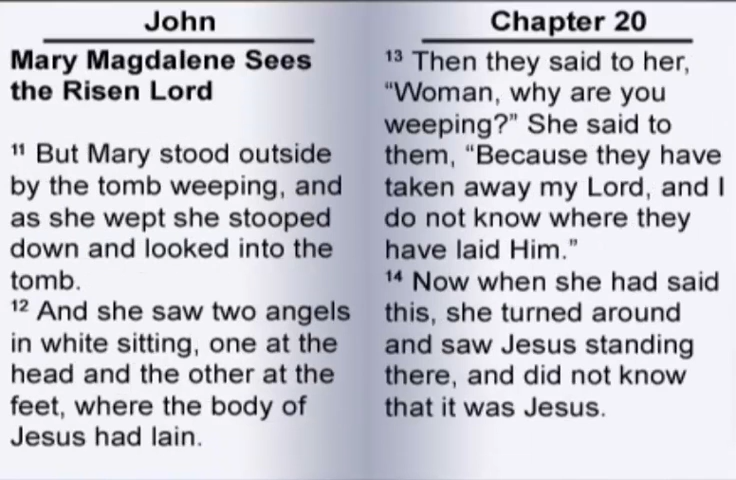 John
Mary Magdalene Sees
the Risen Lord
¹¹ But Mary stood outside
by the tomb weeping, and
as she wept she stooped
down and looked into the
tomb.
¹² And she saw two angels
in white sitting, one at the
head and the other at the
feet, where the body of
Jesus had lain.
Chapter 20
¹³ Then they said to her,
“Woman, why are you
weeping?” She said to
them, “Because they have
taken away my Lord, and I
do not know where they
have laid Him.”
¹⁴ Now when she had said
this, she turned around
and saw Jesus standing
there, and did not know
that it was Jesus.